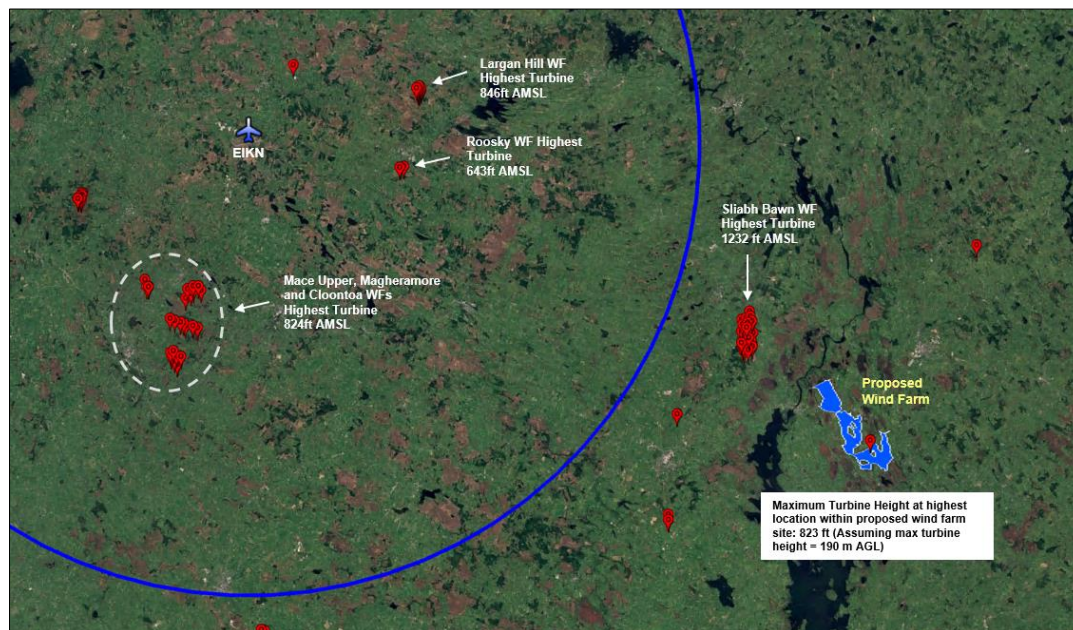 Largan Hill WF
Highest Turbine
846ft AMSL
EIKN
Roosky WF Highest
Turbine
643ft AMSL
Sliabh Bawn WF
Highest Turbine
1232 ft AMSL
Mace Upper, Magheramore
and Cloontoa WFs
Highest Turbine
824ft AMSL
Proposed
Wind Farm
Maximum Turbine Height at highest
location within proposed wind farm
site: 823 ft (Assuming max turbine
height = 190 m AGL)